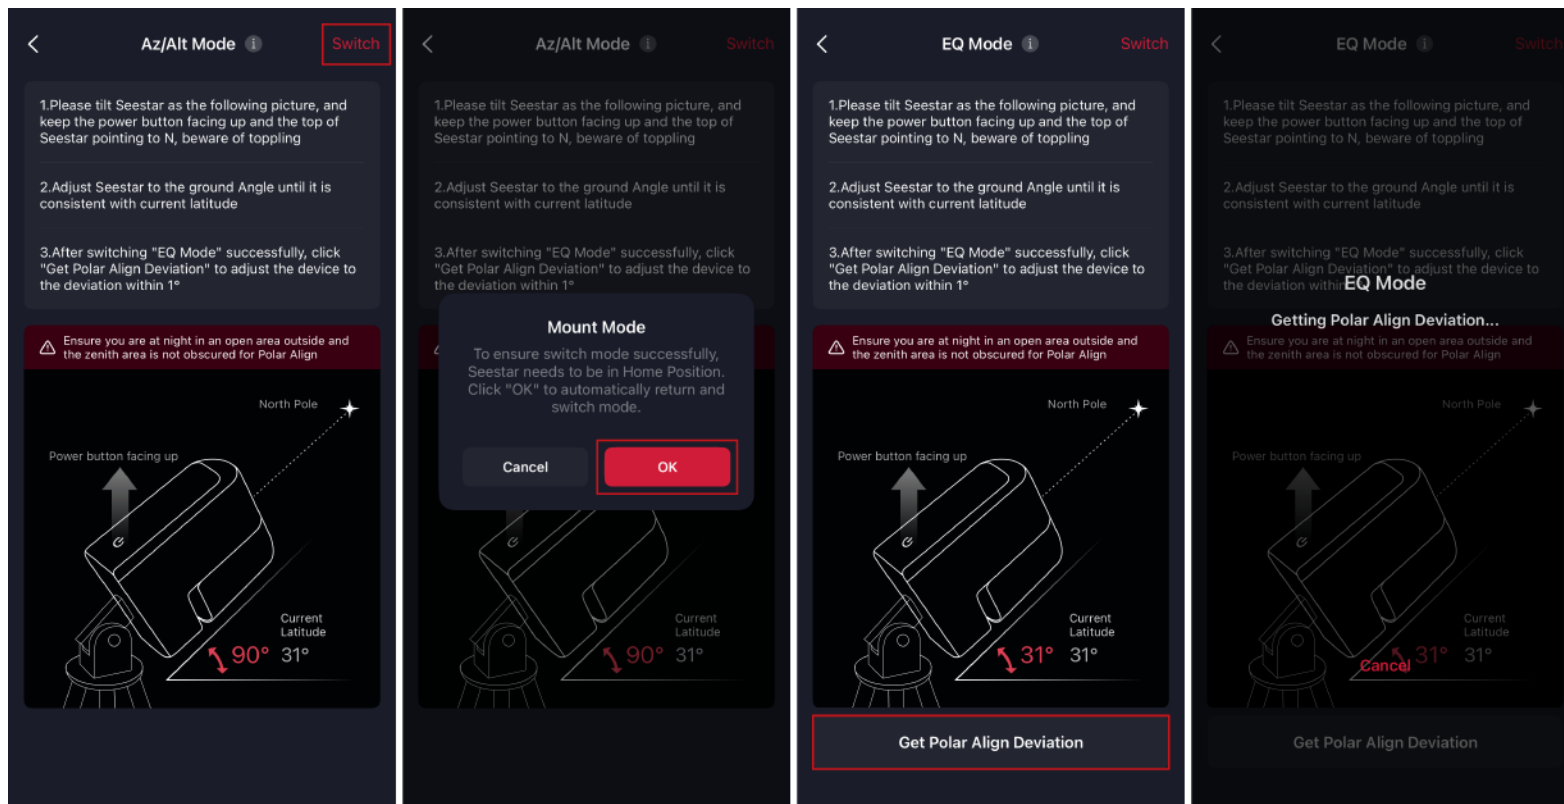 Az/Alt Mode i Switch
1.Please tilt Seestar as the following picture, and
keep the power button facing up and the top of
Seestar pointing to N, beware of toppling
2.Adjust Seestar to the ground Angle until it is
consistent with current latitude
3.After switching "EQ Mode" successfully, click
"Get Polar Align Deviation" to adjust the device to
the deviation within 1°
Ensure you are at night in an open area outside and
the zenith area is not obscured for Polar Align
North Pole
Power button facing up
Current
Latitude
90° 31°
Az/Alt Mode i Switch
1.Please tilt Seestar as the following picture, and
keep the power button facing up and the top of
Seestar pointing to N, beware of toppling
2.Adjust Seestar to the ground Angle until it is
consistent with current latitude
3.After switching "EQ Mode" successfully, click
"Get Polar Align Deviation" to adjust the device to
the deviation within 1°
Mount Mode
To ensure switch mode successfully,
Seestar needs to be in Home Position.
Click "OK" to automatically return and
switch mode.
Cancel OK
Current
Latitude
90° 31°
EQ Mode i Switch
1.Please tilt Seestar as the following picture, and
keep the power button facing up and the top of
Seestar pointing to N, beware of toppling
2.Adjust Seestar to the ground Angle until it is
consistent with current latitude
3.After switching "EQ Mode" successfully, click
"Get Polar Align Deviation" to adjust the device to
the deviation within 1°
Ensure you are at night in an open area outside and
the zenith area is not obscured for Polar Align
North Pole
Power button facing up
Current
Latitude
31° 31°
Get Polar Align Deviation
EQ Mode i Switch
1.Please tilt Seestar as the following picture, and
keep the power button facing up and the top of
Seestar pointing to N, beware of toppling
2.Adjust Seestar to the ground Angle until it is
consistent with current latitude
3.After switching "EQ Mode" successfully, click
"Get Polar Align Deviation" to adjust the device to
the deviation within
EQ Mode
Getting Polar Align Deviation...
Ensure you are at night in an open area outside and
the zenith area is not obscured for Polar Align
North Pole
Power button facing up
Current
Latitude
31° 31°
Cancel
Get Polar Align Deviation